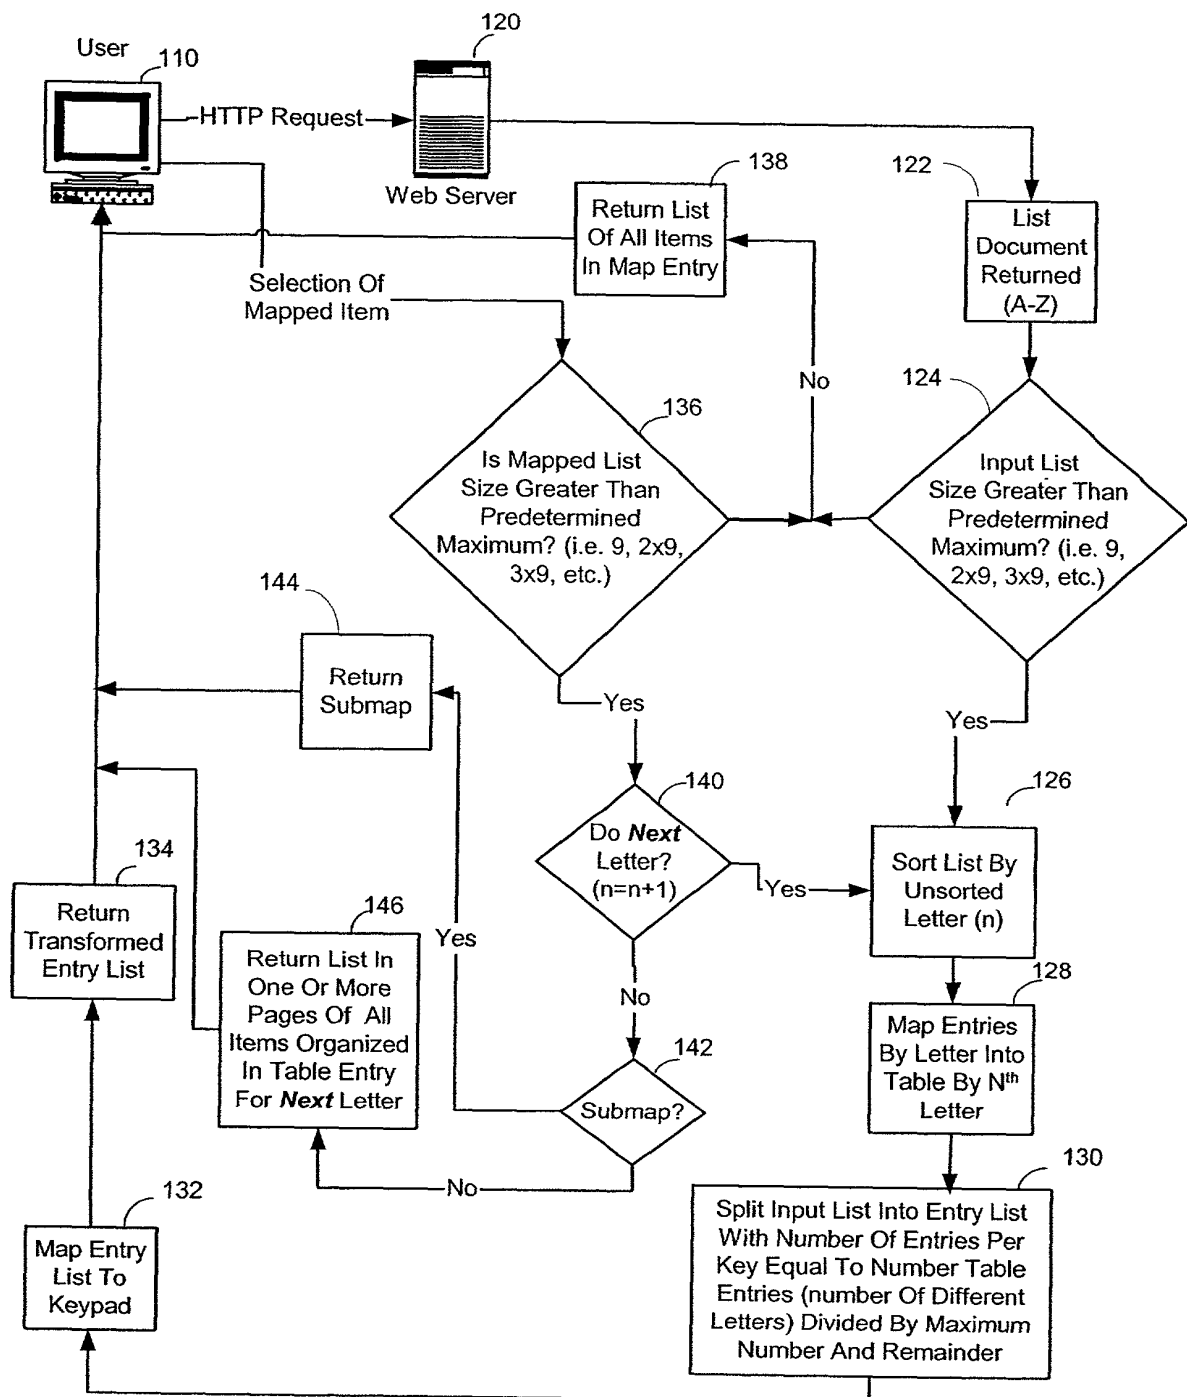 User
110
120
HTTP Request
Web Server
138
Return List
Of All Items
In Map Entry
122
List
Document
Returned
(A-Z)
Selection Of
Mapped Item
No
124
136
Is Mapped List
Size Greater Than
Predetermined
Maximum? (i.e. 9, 2x9,
3x9, etc.)
Input List
Size Greater Than
Predetermined
Maximum? (i.e. 9,
2x9, 3x9, etc.)
144
Return
Submap
Yes
Yes
140
Do Next
Letter?
(n=n+1)
Yes
126
Sort List By
Unsorted
Letter (n)
134
Return
Transformed
Entry List
146
Return List In
One Or More
Pages Of All
Items Organized
In Table Entry
For Next Letter
Yes
No
142
Submap?
No
128
Map Entries
By Letter Into
Table By Nth
Letter
130
Split Input List Into Entry List
With Number Of Entries Per
Key Equal To Number Table
Entries (number Of Different
Letters) Divided By Maximum
Number And Remainder
132
Map Entry
List To
Keypad